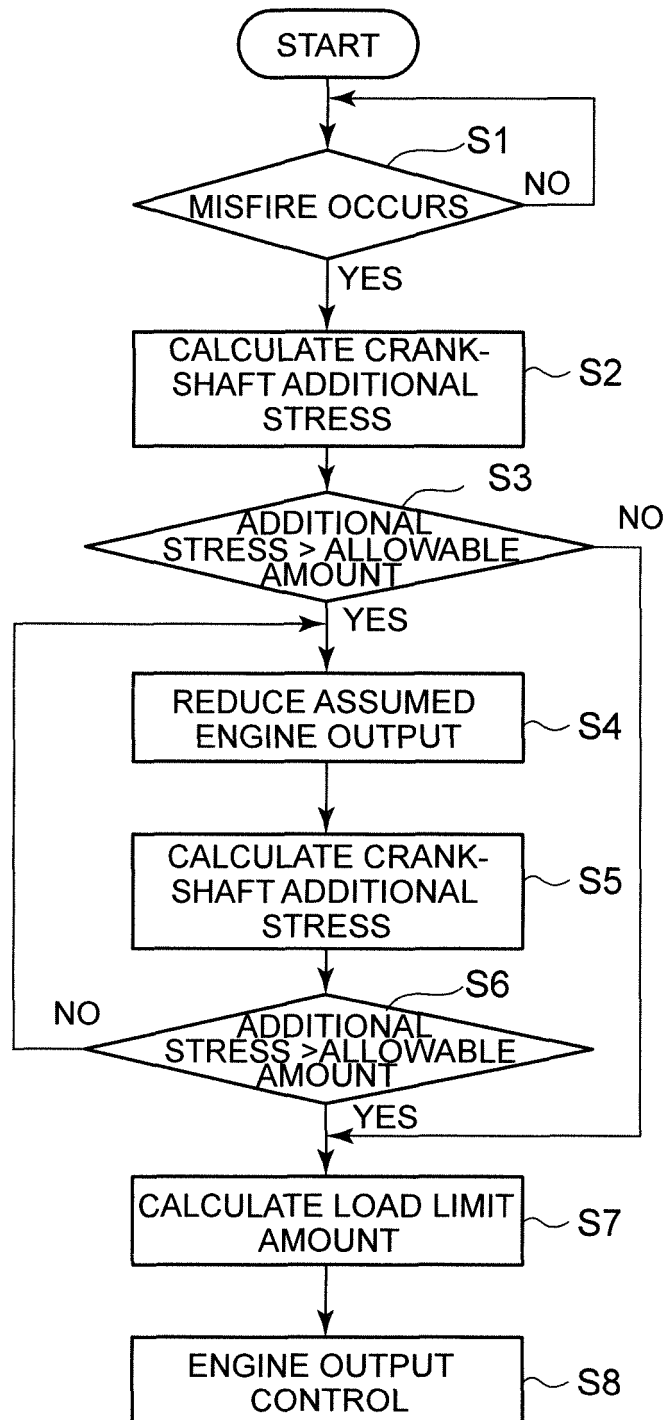 START
S1
NO
MISFIRE OCCURS
YES
CALCULATE CRANK-
SHAFT ADDITIONAL
STRESS
S2
S3
NO
ADDITIONAL
STRESS > ALLOWABLE
AMOUNT
YES
REDUCE ASSUMED
ENGINE OUTPUT
S4
CALCULATE CRANK-
SHAFT ADDITIONAL
STRESS
S5
S6
NO
ADDITIONAL
STRESS >ALLOWABLE
AMOUNT
YES
CALCULATE LOAD LIMIT
AMOUNT
S7
ENGINE OUTPUT
CONTROL
S8